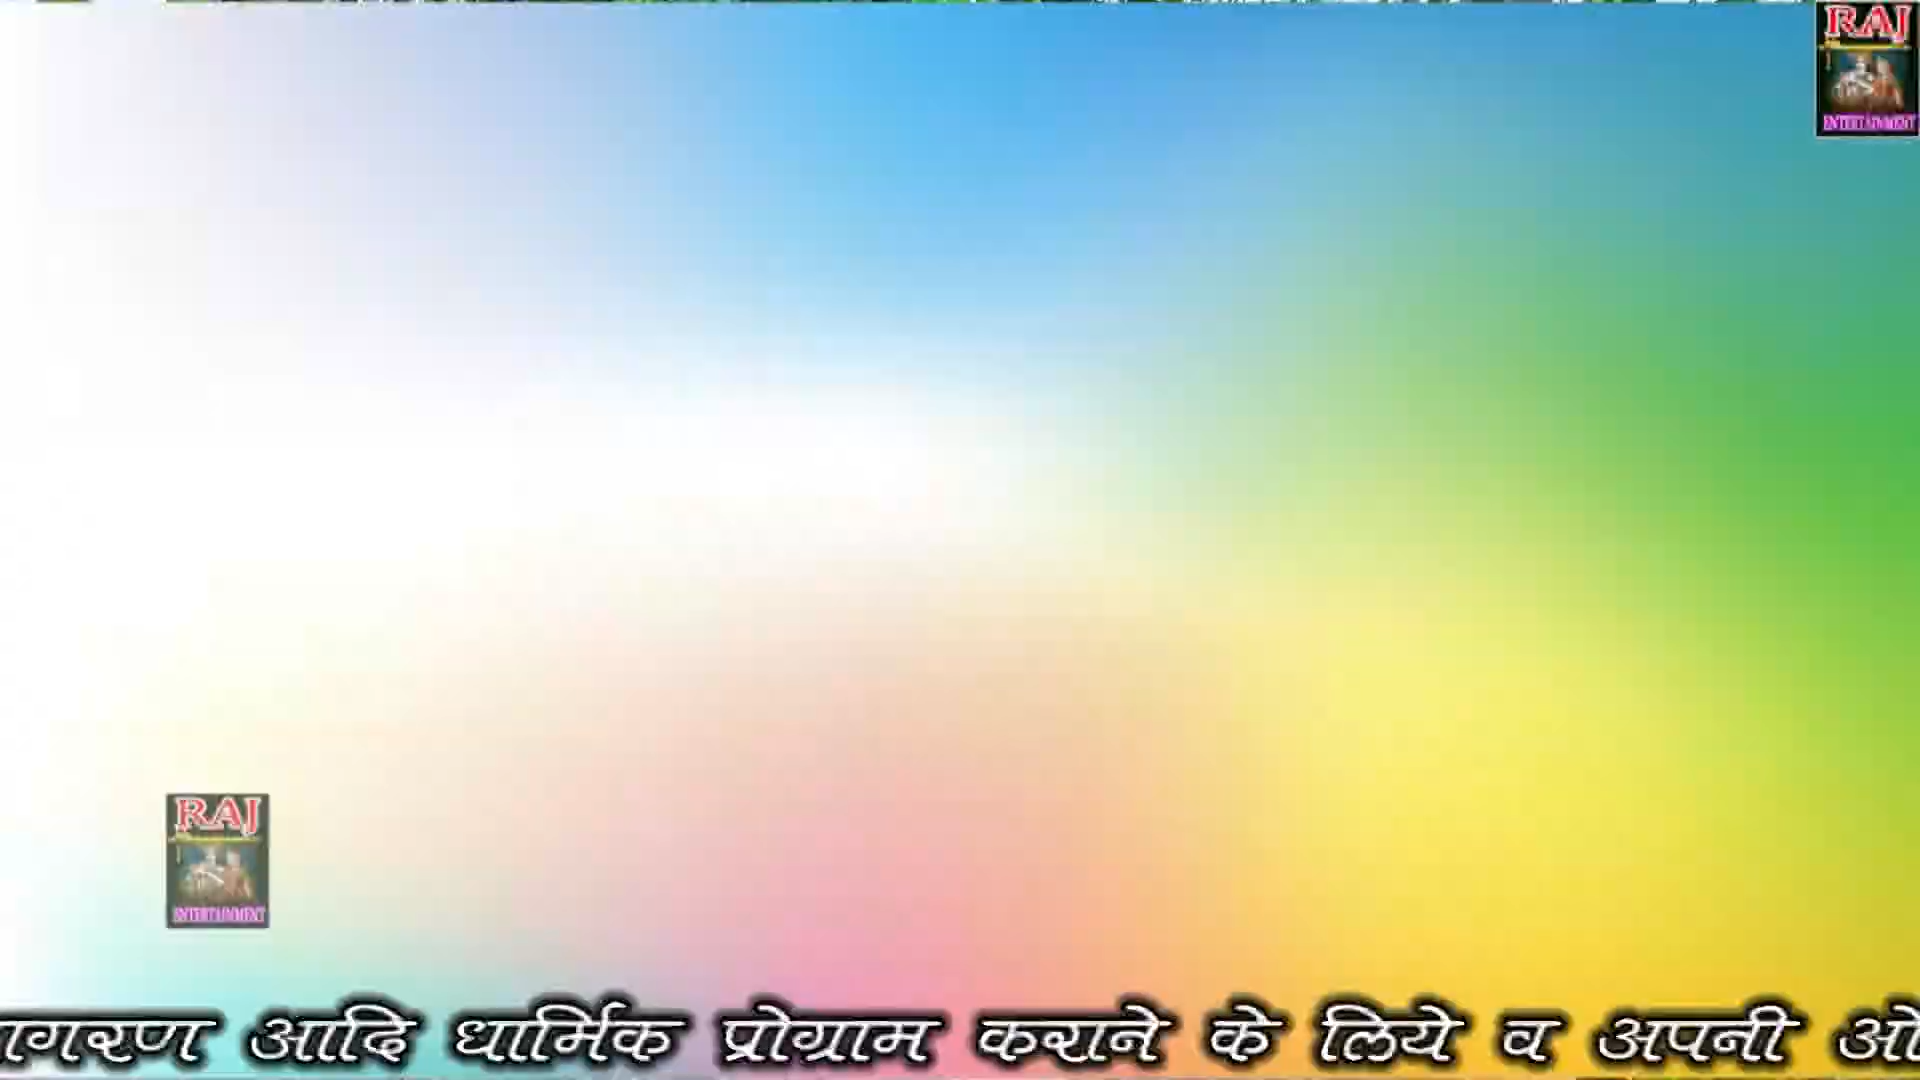 RAJ
ENTERTAINMENT
RAJ
ENTERTAINMENT
आदि धार्मिक प्रोग्राम कराने के लिये व अपनी